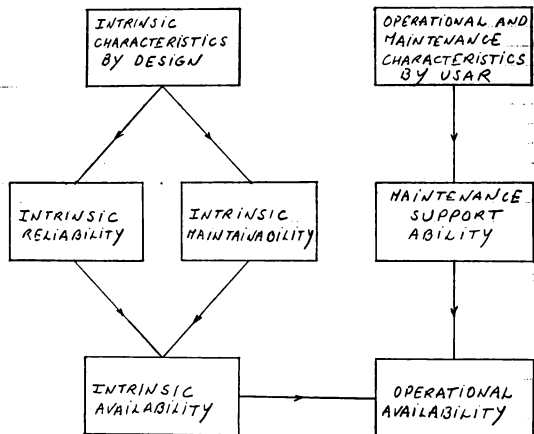 INTRINSIC
CHARACTERISTICS
BY DESIGN
OPERATIONAL AND
MAINTENANCE
CHARACTERISTICS
BY USAR
INTRINSIC
RELIABILITY
INTRINSIC
MAINTAINABILITY
MAINTENANCE
SUPPORT
ABILITY
INTRINSIC
AVAILABILITY
OPERATIONAL
AVAILABILITY